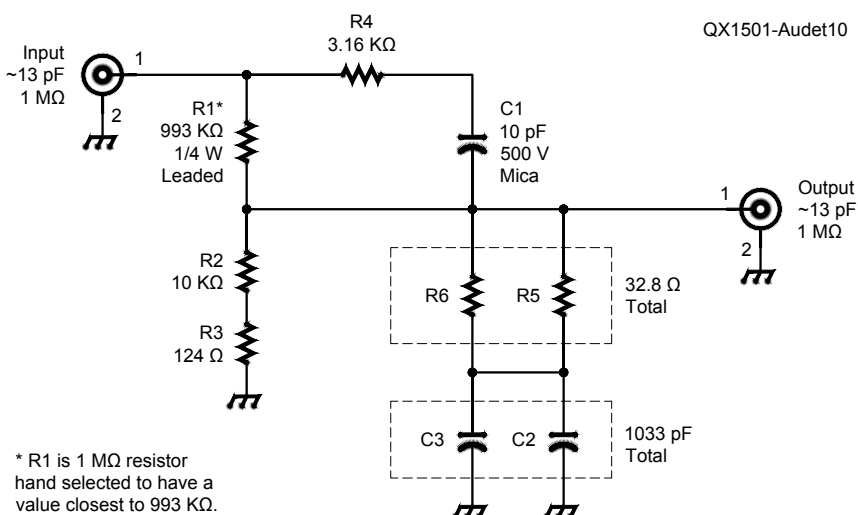 QX1501-Audet10
Input
~13 pF
1 MΩ
1
2
R4
3.16 KΩ
R1*
993 KΩ
1/4 W
Leaded
C1
10 pF
500 V
Mica
1
2
Output
~13 pF
1 MΩ
R2
10 KΩ
R3
124 Ω
R6
R5
32.8 Ω
Total
C3
C2
1033 pF
Total
* R1 is 1 MΩ resistor
hand selected to have a
value closest to 993 KΩ.